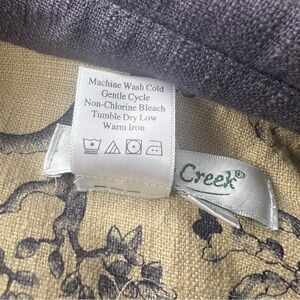 Machine Wash Cold
Gentle Cycle
Non-Chlorine Bleach
Tumble Dry Low
Warm Iron
Creek®